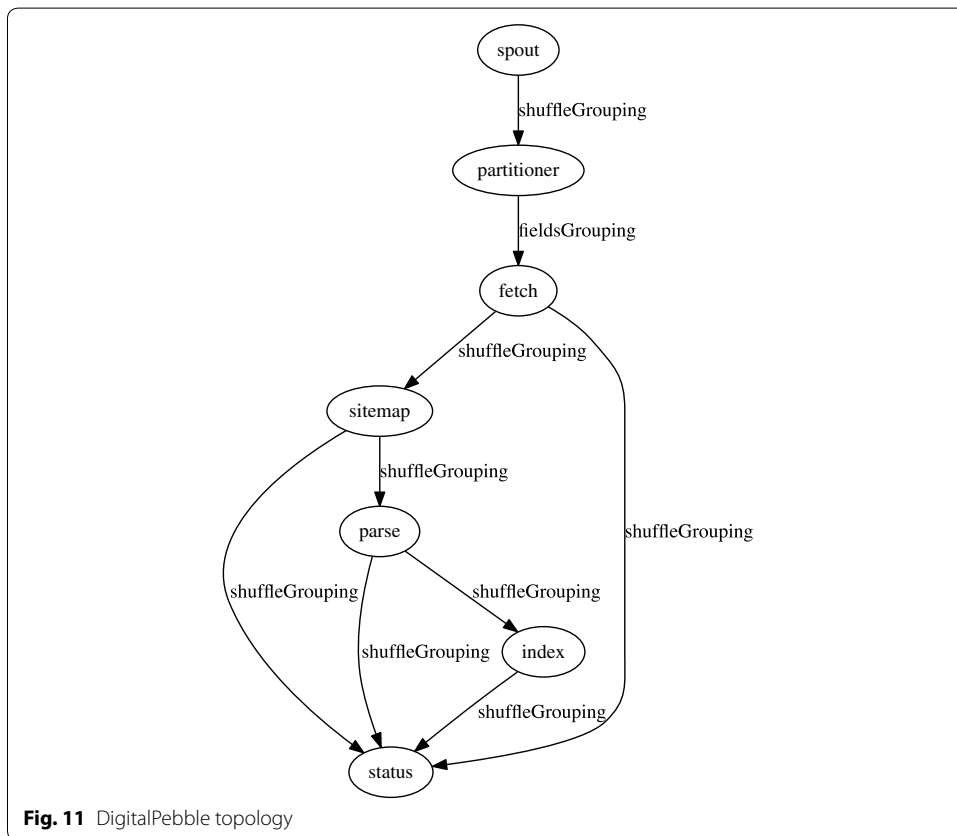 spout
shuffleGrouping
partitioner
fieldsGrouping
fetch
shuffleGrouping
sitemap
shuffleGrouping
parse
shuffleGrouping
shuffleGrouping
shuffleGrouping
shuffleGrouping
index
shuffleGrouping
status
Fig. 11 DigitalPebble topology